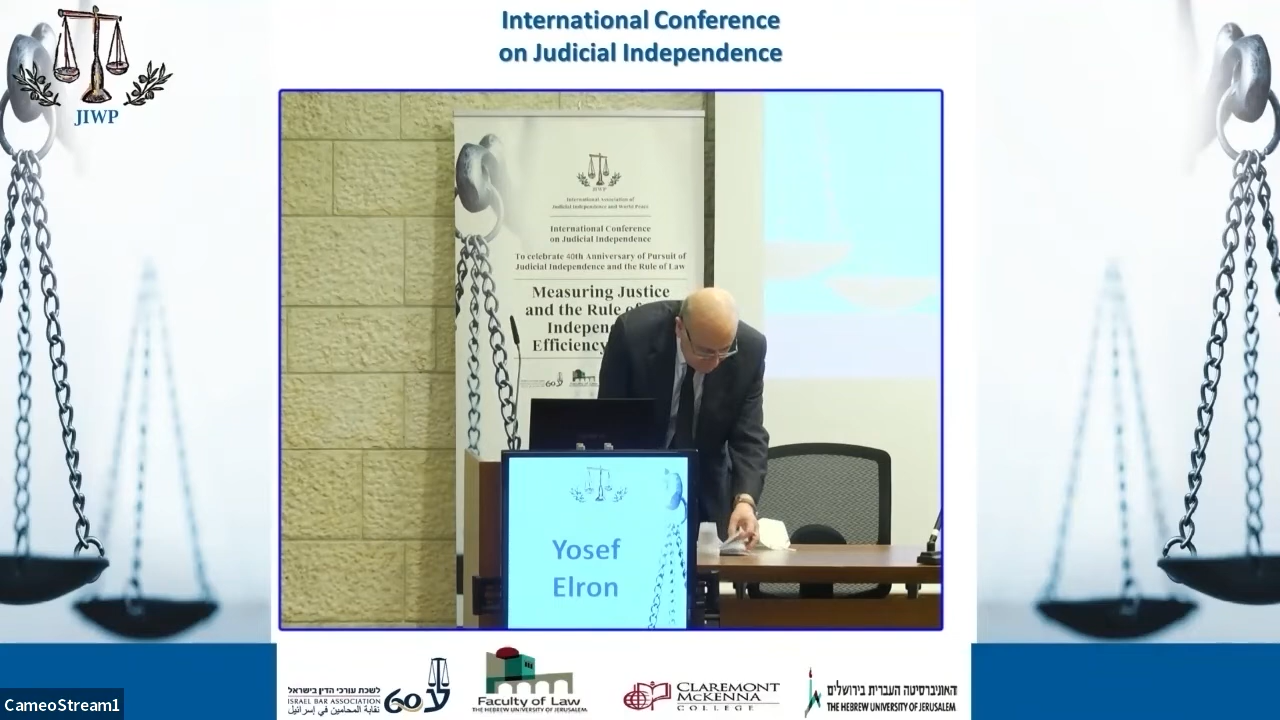 International Conference
on Judicial Independence
JIWP
JIWP
International Association of
Judicial Independence and World Peace
International Conference
on Judicial Independence
To celebrate 40th Anniversary of Pursuit of
Judicial Independence and the Rule of Law
Measuring Justice
and the Rule of
Indepen
Efficiency
60
Yosef
Elron
לשכת עורכי הדין בישראל
ISRAEL BAR ASSOCIATION
نقابة المحامين في إسرائيل
60
Faculty of Law
THE HEBREW UNIVERSITY OF JERUSALEM
CLAREMONT
MCKENNA
COLLEGE
האוניברסיטה העברית בירושלים
THE HEBREW UNIVERSITY OF JERUSALEM
CameoStream1